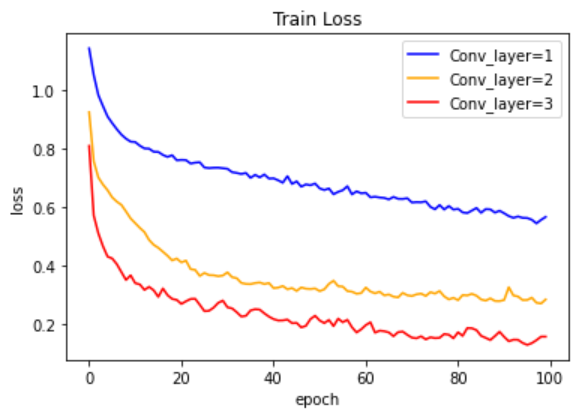 Train Loss
Conv_layer=1
Conv_layer=2
Conv_layer=3
loss
1.0
0.8
0.6
0.4
0.2
0 20 40 60 80 100
epoch